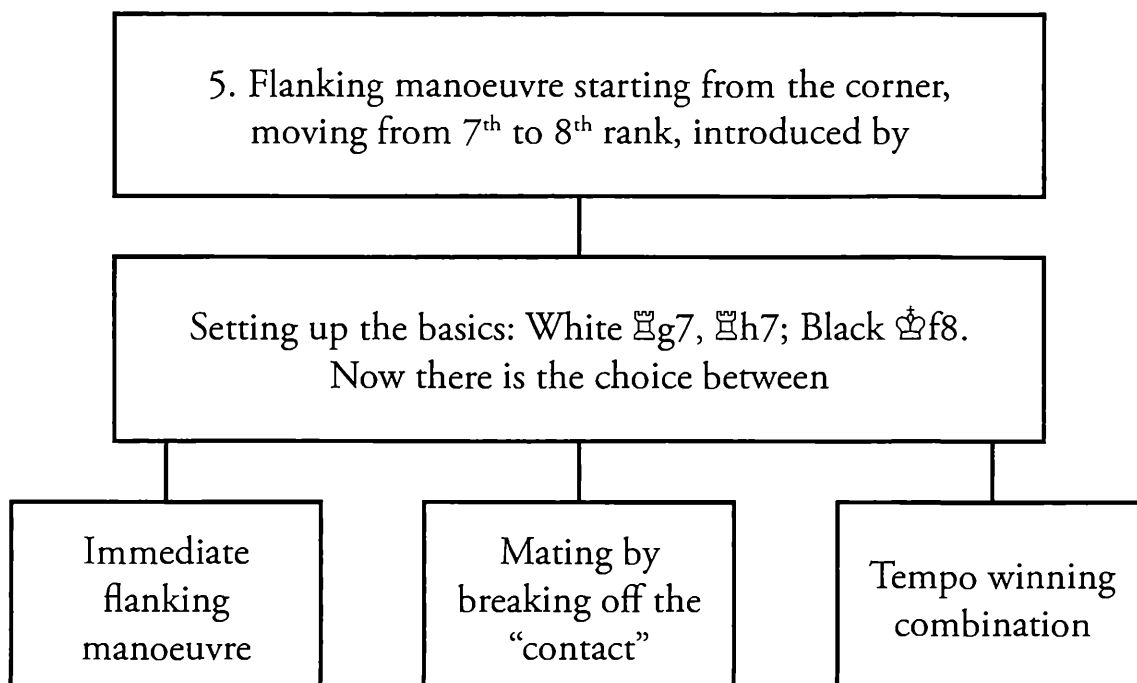 5. Flanking manoeuvre starting from the corner,
moving from 7th to 8th rank, introduced by
Setting up the basics: White ♖g7, ♖h7; Black ♔f8.
Now there is the choice between
Immediate
flanking
manoeuvre
Mating by
breaking off the
“contact”
Tempo winning
combination